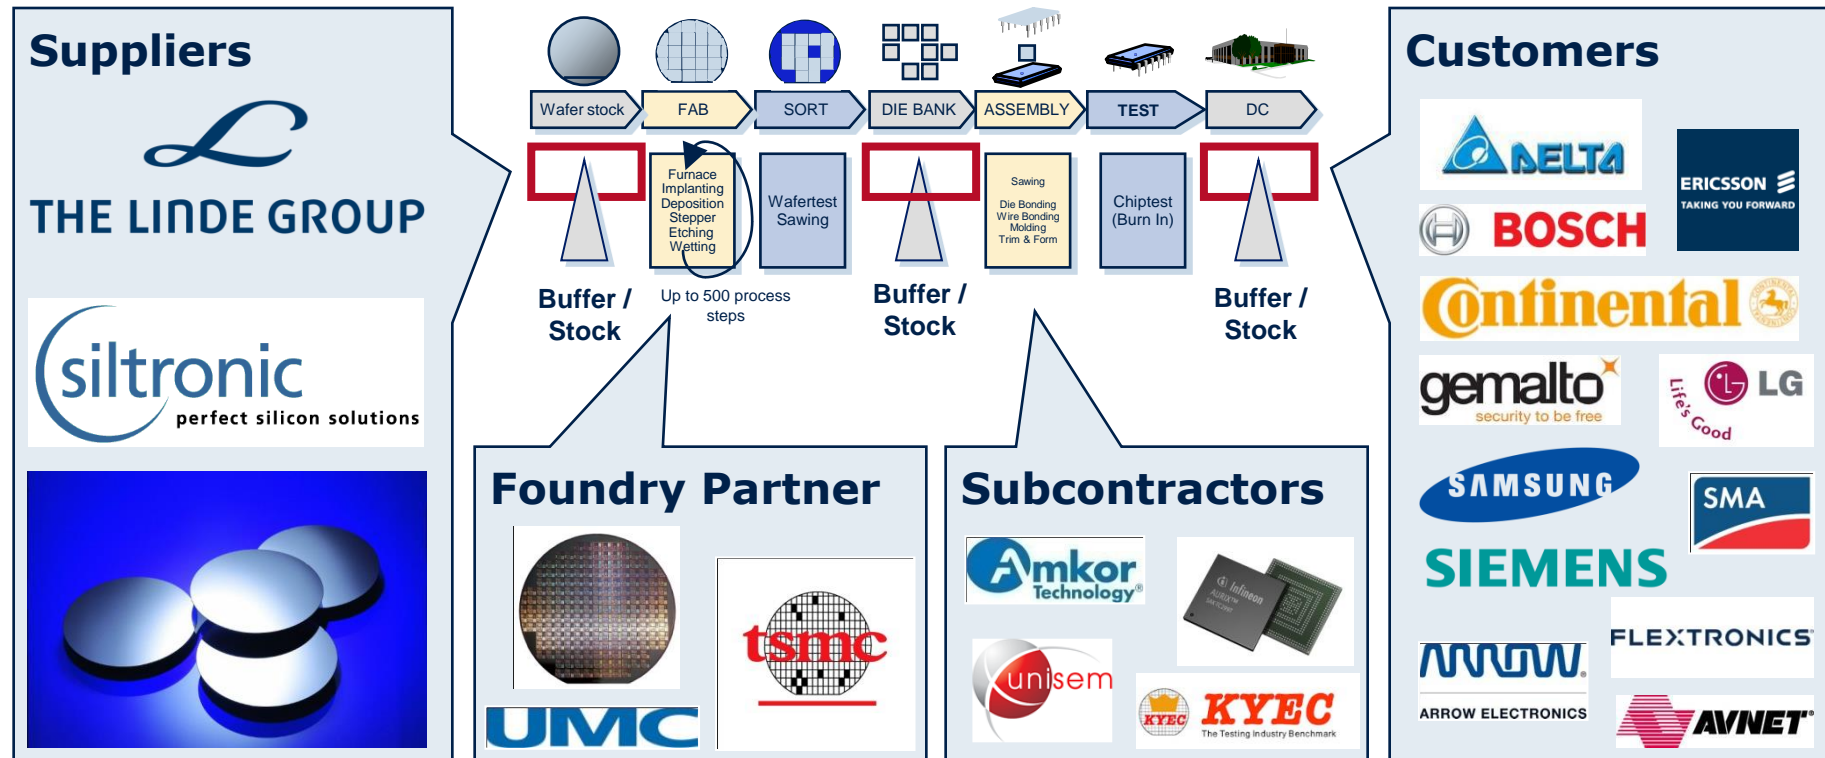 Suppliers
THE LINDE GROUP
siltronic
perfect silicon solutions
Wafer stock
FAB
SORT
DIE BANK
ASSEMBLY
TEST
DC
Furnace
Implanting
Deposition
Stepper
Etching
Wetting
Wafertest
Sawing
Sawing
Die Bonding
Wire Bonding
Molding
Trim & Form
Chiptest
(Burn In)
Buffer /
Stock
Up to 500 process
steps
Buffer /
Stock
Buffer /
Stock
Foundry Partner
UMC
tsmc
Subcontractors
Amkor
Technology®
Infineon
AURIX™
unisem
KYEC
KYEC
The Testing Industry Benchmark
Customers
DELTA
ERICSSON
TAKING YOU FORWARD
BOSCH
Continental
gemalto
security to be free
LG
Life's Good
SAMSUNG
SMA
SIEMENS
FLEXTRONICS
ARROW
ARROW ELECTRONICS
AVNET